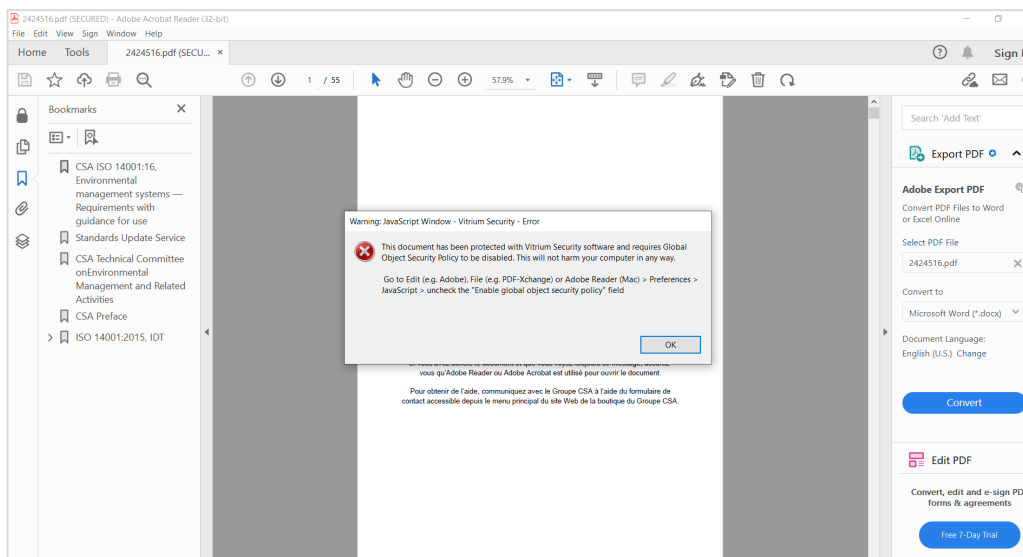 2424516.pdf (SECURED) - Adobe Acrobat Reader (32-bit)
File Edit View Sign Window Help
Home Tools 2424516.pdf (SECU... ×
Sign
1 / 55
57.9%
Bookmarks
CSA ISO 14001:16,
Environmental
management systems —
Requirements with
guidance for use
Standards Update Service
CSA Technical Committee
onEnvironmental
Management and Related
Activities
CSA Preface
ISO 14001:2015, IDT
Warning: JavaScript Window - Vitrium Security - Error
This document has been protected with Vitrium Security software and requires Global
Object Security Policy to be disabled. This will not harm your computer in any way.
Go to Edit (e.g. Adobe), File (e.g. PDF-Xchange) or Adobe Reader (Mac) > Preferences >
JavaScript > uncheck the "Enable global object security policy" field
OK
vous qu'Adobe Reader ou Adobe Acrobat est utilisé pour ouvrir le document.
Pour obtenir de l'aide, communiquez avec le Groupe CSA à l'aide du formulaire de
contact accessible depuis le menu principal du site Web de la boutique du Groupe CSA.
Search 'Add Text'
Export PDF
Adobe Export PDF
Convert PDF Files to Word
or Excel Online
Select PDF File
2424516.pdf
Convert to
Microsoft Word (*.docx)
Document Language:
English (U.S.) Change
Convert
Edit PDF
Convert, edit and e-sign PD
forms & agreements
Free 7-Day Trial